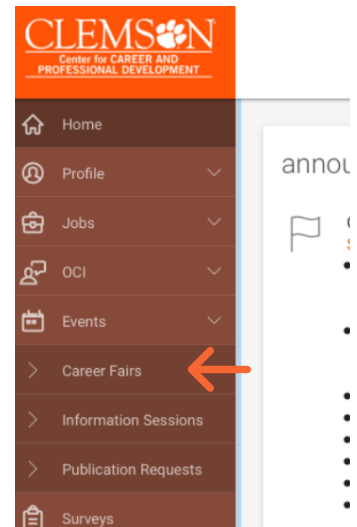 CLEMSON
Center for CAREER AND
PROFESSIONAL DEVELOPMENT
Home
Profile
Jobs
OCI
Events
Career Fairs
Information Sessions
Publication Requests
Surveys
annou